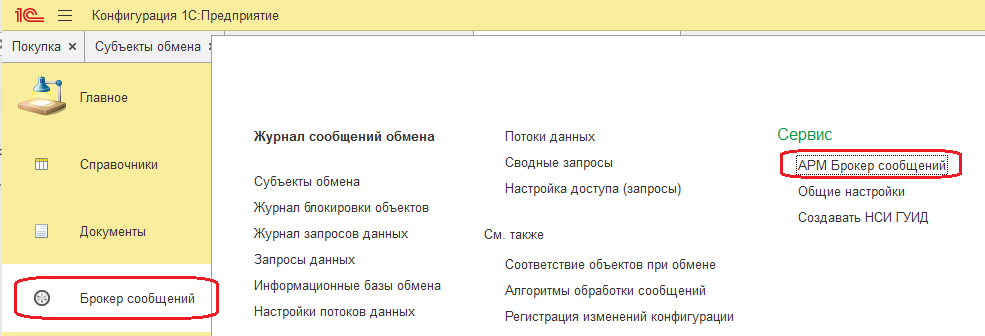 1С Конфигурация 1С:Предприятие
Покупка × Субъекты обмена
Главное
Справочники
Документы
Брокер сообщений
Журнал сообщений обмена
Субъекты обмена
Журнал блокировки объектов
Журнал запросов данных
Запросы данных
Информационные базы обмена
Настройки потоков данных
Потоки данных
Сводные запросы
Настройка доступа (запросы)
См. также
Соответствие объектов при обмене
Алгоритмы обработки сообщений
Регистрация изменений конфигурации
Сервис
АРМ Брокер сообщений
Общие настройки
Создавать НСИ ГУИД